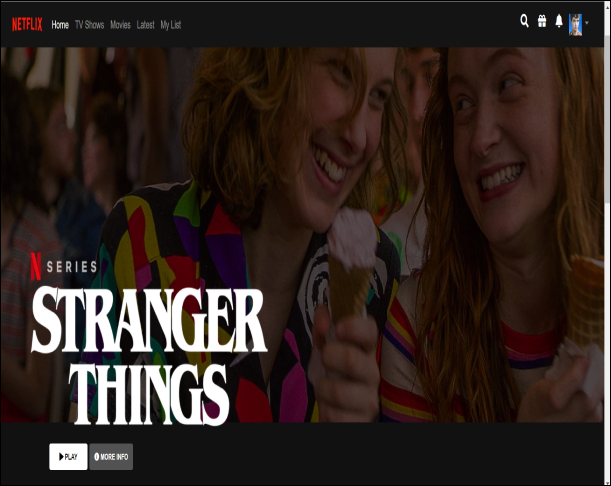 NETFLIX Home TV Shows Movies Latest My List
N SERIES
STRANGER
THINGS
PLAY MORE INFO